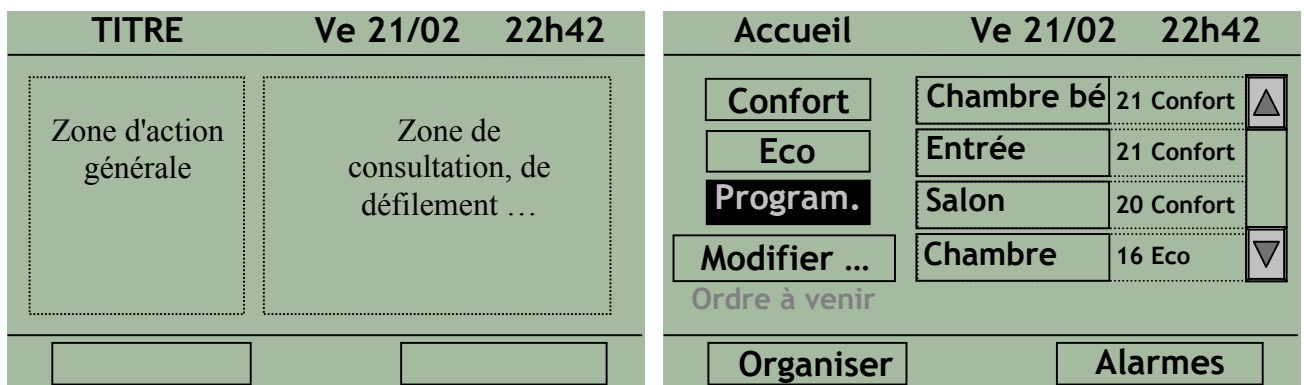 TITRE Ve 21/02 22h42
Zone d'action
générale
Zone de
consultation, de
défilement …
Accueil Ve 21/02 22h42
Confort
Eco
Program.
Modifier …
Ordre à venir
Chambre bé 21 Confort
Entrée 21 Confort
Salon 20 Confort
Chambre 16 Eco
Organiser Alarmes